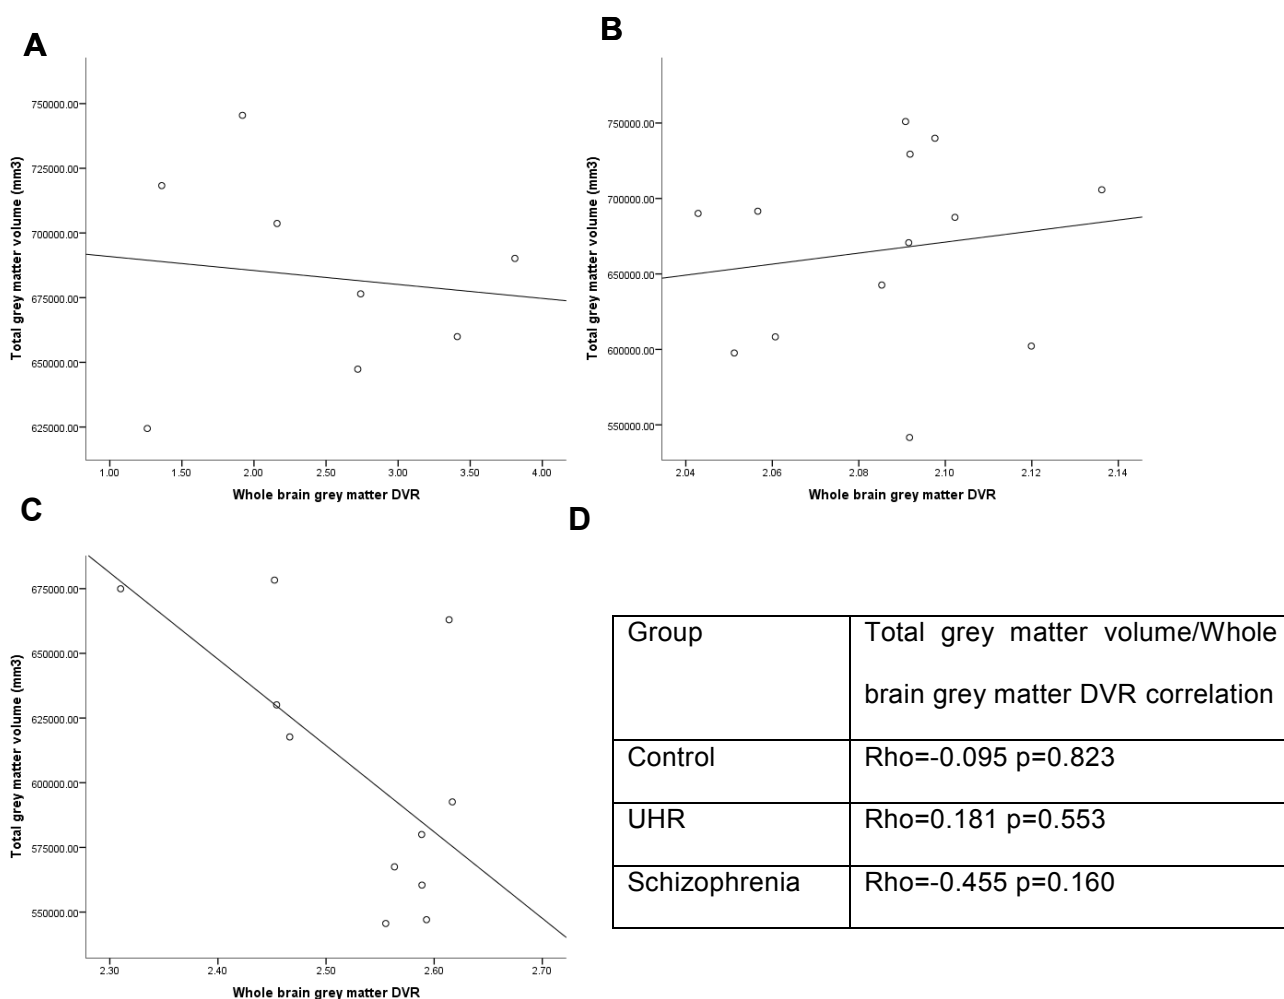 A
Total grey matter volume (mm3)
750000.00
725000.00
700000.00
675000.00
650000.00
625000.00
1.00 1.50 2.00 2.50 3.00 3.50 4.00
Whole brain grey matter DVR
B
Total grey matter volume (mm3)
750000.00
700000.00
650000.00
600000.00
550000.00
2.04 2.06 2.08 2.10 2.12 2.14
Whole brain grey matter DVR
C
Total grey matter volume (mm3)
675000.00
650000.00
625000.00
600000.00
575000.00
550000.00
2.30 2.40 2.50 2.60 2.70
Whole brain grey matter DVR
D
Group
Total grey matter volume/Whole
brain grey matter DVR correlation
Control
Rho=-0.095 p=0.823
UHR
Rho=0.181 p=0.553
Schizophrenia
Rho=-0.455 p=0.160